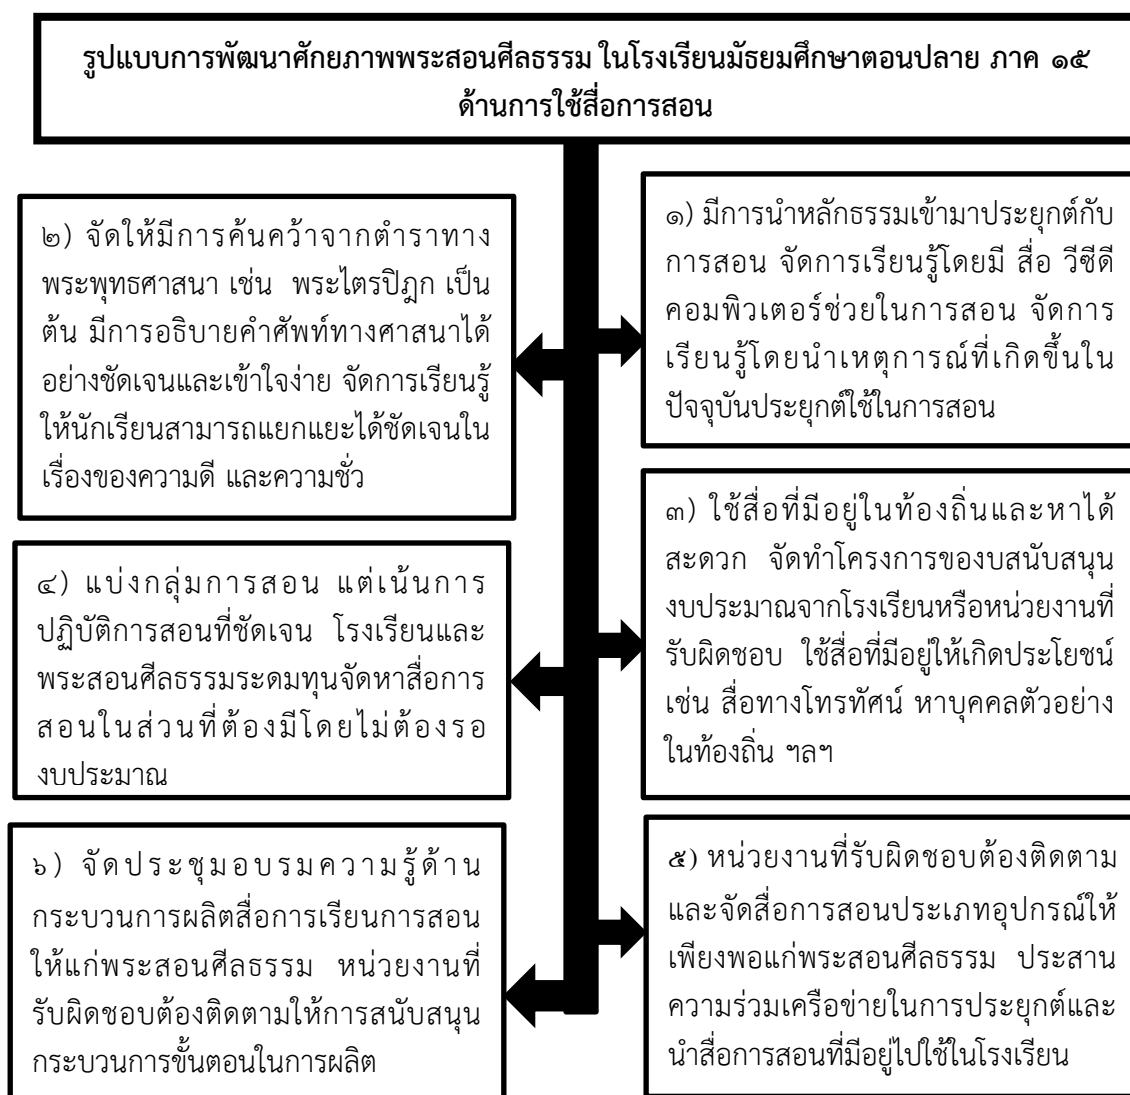 รูปแบบการพัฒนาศักยภาพพระสอนศีลธรรม ในโรงเรียนมัธยมศึกษาตอนปลาย ภาค ๑๕
ด้านการใช้สื่อการสอน
๑) มีการนำหลักธรรมเข้ามาประยุกต์กับ
การสอน จัดการเรียนรู้โดยมี สื่อ วีซีดี
คอมพิวเตอร์ช่วยในการสอน จัดการ
เรียนรู้โดยนำเหตุการณ์ที่เกิดขึ้นใน
ปัจจุบันประยุกต์ใช้ในการสอน
๒) จัดให้มีการค้นคว้าจากตำราทาง
พระพุทธศาสนา เช่น พระไตรปิฎก เป็น
ต้น มีการอธิบายคำศัพท์ทางศาสนาได้
อย่างชัดเจนและเข้าใจง่าย จัดการเรียนรู้
ให้นักเรียนสามารถแยกแยะได้ชัดเจนใน
เรื่องของความดี และความชั่ว
๓) ใช้สื่อที่มีอยู่ในท้องถิ่นและหาได้
สะดวก จัดทำโครงการของบสนับสนุน
งบประมาณจากโรงเรียนหรือหน่วยงานที่
รับผิดชอบ ใช้สื่อที่มีอยู่ให้เกิดประโยชน์
เช่น สื่อทางโทรทัศน์ หาบุคคลตัวอย่าง
ในท้องถิ่น ฯลฯ
๔) แบ่งกลุ่มการสอน แต่เน้นการ
ปฏิบัติการสอนที่ชัดเจน โรงเรียนและ
พระสอนศีลธรรมระดมทุนจัดหาสื่อการ
สอนในส่วนที่ต้องมีโดยไม่ต้องรอ
งบประมาณ
๕) หน่วยงานที่รับผิดชอบต้องติดตาม
และจัดสื่อการสอนประเภทอุปกรณ์ให้
เพียงพอแก่พระสอนศีลธรรม ประสาน
ความร่วมเครือข่ายในการประยุกต์และ
นำสื่อการสอนที่มีอยู่ไปใช้ในโรงเรียน
๖) จัดประชุมอบรมความรู้ด้าน
กระบวนการผลิตสื่อการเรียนการสอน
ให้แก่พระสอนศีลธรรม หน่วยงานที่
รับผิดชอบต้องติดตามให้การสนับสนุน
กระบวนการขั้นตอนในการผลิต